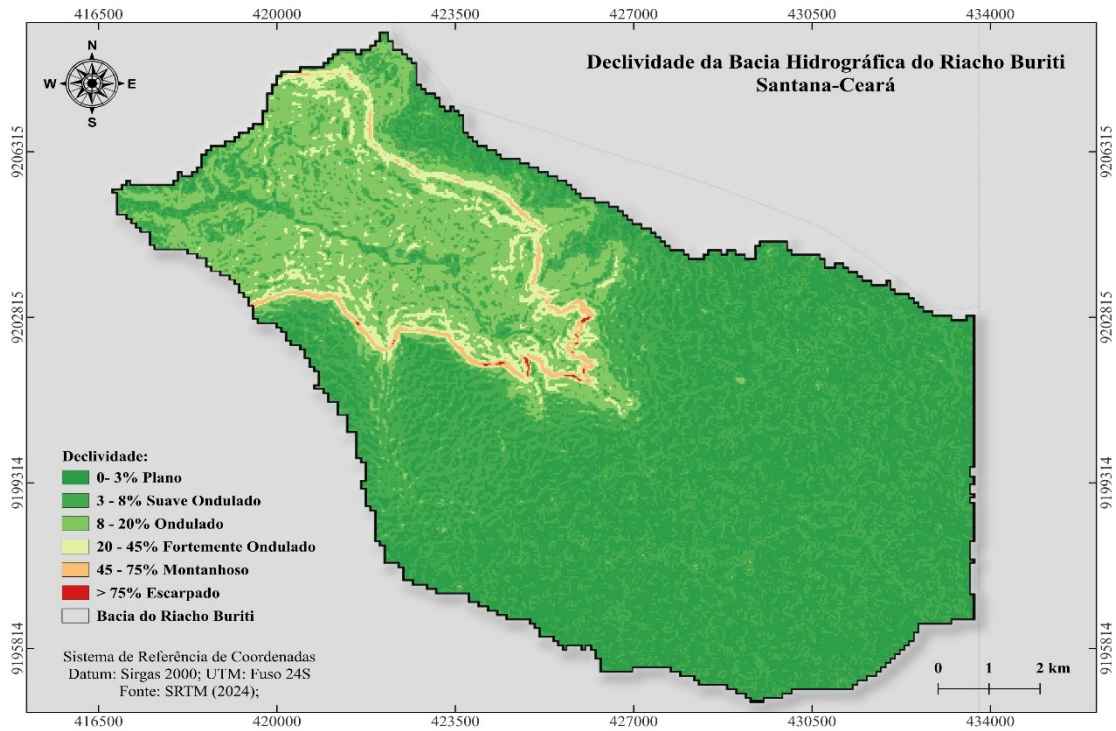 416500 420000 423500 427000 430500 434000
Declividade da Bacia Hidrográfica do Riacho Buriti
Santana-Ceará
N
W E
S
9206315 9206315
9202815 9202815
9199314 9199314
9195814 9195814
Declividade:
0- 3% Plano
3 - 8% Suave Ondulado
8 - 20% Ondulado
20 - 45% Fortemente Ondulado
45 - 75% Montanhoso
> 75% Escarpado
Bacia do Riacho Buriti
Sistema de Referência de Coordenadas
Datum: Sirgas 2000; UTM: Fuso 24S
Fonte: SRTM (2024);
0 1 2 km
416500 420000 423500 427000 430500 434000